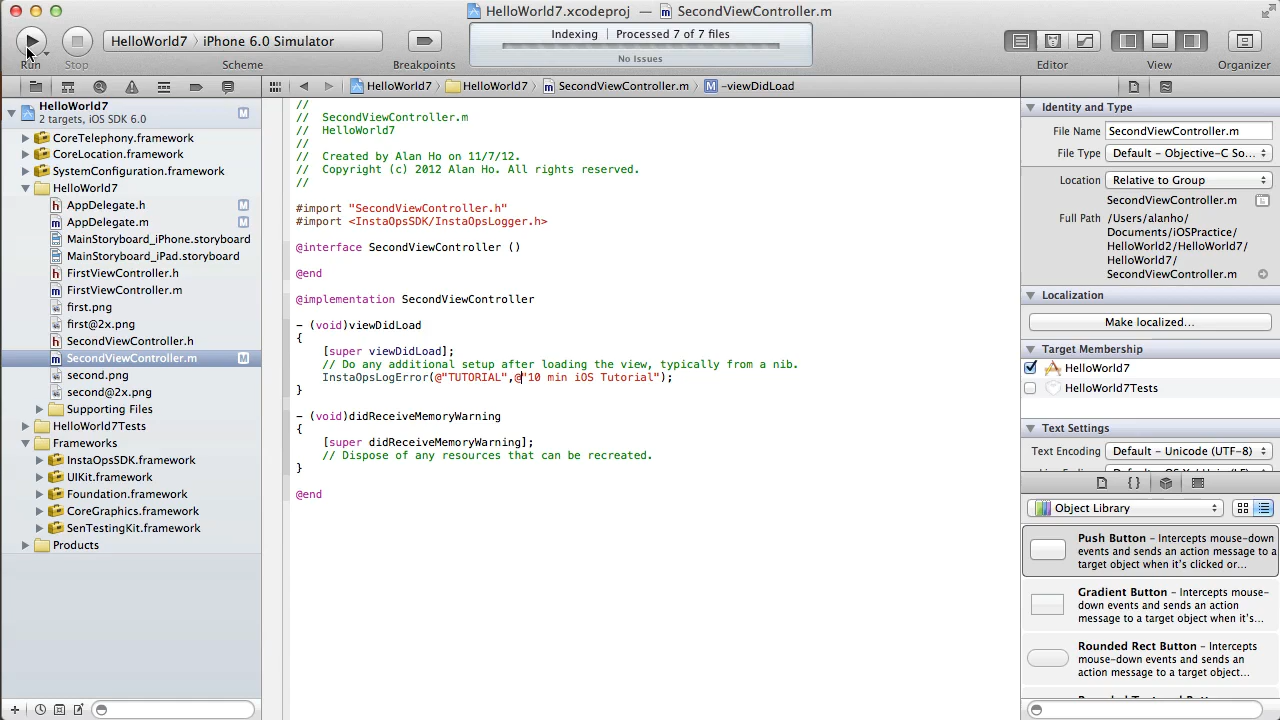 HelloWorld7.xcodeproj — SecondViewController.m
Run
Stop
HelloWorld7 › iPhone 6.0 Simulator
Scheme
Breakpoints
Indexing | Processed 7 of 7 files
No Issues
Editor
View
Organizer
HelloWorld7 › HelloWorld7 › SecondViewController.m › M -viewDidLoad
HelloWorld7 M
2 targets, iOS SDK 6.0
CoreTelephony.framework
CoreLocation.framework
SystemConfiguration.framework
HelloWorld7
AppDelegate.h M
AppDelegate.m M
MainStoryboard_iPhone.storyboard
MainStoryboard_iPad.storyboard
FirstViewController.h
FirstViewController.m
first.png
first@2x.png
SecondViewController.h
SecondViewController.m M
second.png
second@2x.png
Supporting Files
HelloWorld7Tests
Frameworks
InstaOpsSDK.framework
UIKit.framework
Foundation.framework
CoreGraphics.framework
SenTestingKit.framework
Products
//
//  SecondViewController.m
//  HelloWorld7
//
//  Created by Alan Ho on 11/7/12.
//  Copyright (c) 2012 Alan Ho. All rights reserved.
//
#import "SecondViewController.h"
#import <InstaOpsSDK/InstaOpsLogger.h>
@interface SecondViewController ()
@end
@implementation SecondViewController
- (void)viewDidLoad
{
[super viewDidLoad];
// Do any additional setup after loading the view, typically from a nib.
InstaOpsLogError(@"TUTORIAL",@"10 min iOS Tutorial");
}
- (void)didReceiveMemoryWarning
{
[super didReceiveMemoryWarning];
// Dispose of any resources that can be recreated.
}
@end
Identity and Type
File Name SecondViewController.m
File Type Default - Objective-C So...
Location Relative to Group
SecondViewController.m
Full Path /Users/alanho/
Documents/iOSPractice/
HelloWorld2/HelloWorld7/
HelloWorld7/
SecondViewController.m
Localization
Make localized...
Target Membership
HelloWorld7
HelloWorld7Tests
Text Settings
Text Encoding Default - Unicode (UTF-8)
Object Library
Push Button - Intercepts mouse-down
events and sends an action message to a
target object when it's clicked or...
Gradient Button - Intercepts mouse-
down events and sends an action
message to a target object when it's...
Rounded Rect Button - Intercepts
mouse-down events and sends an
action message to a target object...